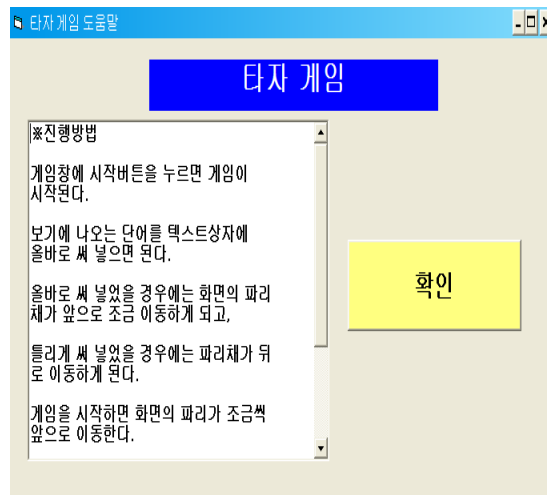 타자 게임 도움말
타자 게임
※진행방법
게임창에 시작버튼을 누르면 게임이
시작된다.
보기에 나오는 단어를 텍스트상자에
올바로 써 넣으면 된다.
올바로 써 넣었을 경우에는 화면의 파리
채가 앞으로 조금 이동하게 되고,
틀리게 써 넣었을 경우에는 파리채가 뒤
로 이동하게 된다.
게임을 시작하면 화면의 파리가 조금씩
앞으로 이동한다.
확인